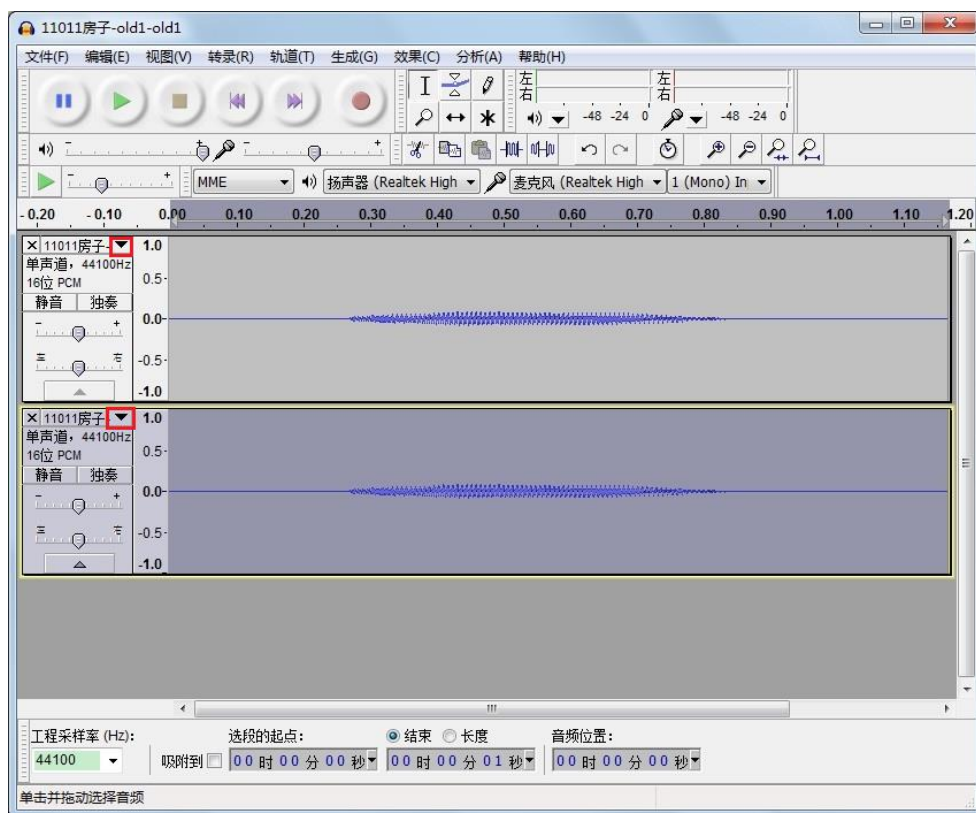 11011房子-old1-old1
文件(F) 编辑(E) 视图(V) 转录(R) 轨道(T) 生成(G) 效果(C) 分析(A) 帮助(H)
左
右
-48 -24 0
左
右
-48 -24 0
MME
扬声器 (Realtek High
麦克风 (Realtek High
1 (Mono) In
-0.20 -0.10 0.00 0.10 0.20 0.30 0.40 0.50 0.60 0.70 0.80 0.90 1.00 1.10 1.20
11011房子-
单声道，44100Hz
16位 PCM
静音 独奏
- +
左 右
1.0
0.5
0.0
-0.5
-1.0
11011房子-
单声道，44100Hz
16位 PCM
静音 独奏
- +
左 右
1.0
0.5
0.0
-0.5
-1.0
工程采样率 (Hz): 选段的起点: 结束 长度 音频位置:
44100 吸附到 00 时 00 分 00 秒 00 时 00 分 01 秒 00 时 00 分 00 秒
单击并拖动选择音频